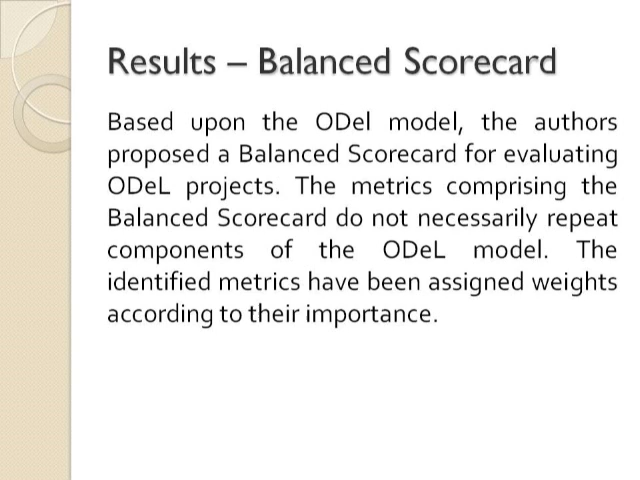 Results – Balanced Scorecard
Based upon the ODel model, the authors
proposed a Balanced Scorecard for evaluating
ODeL projects. The metrics comprising the
Balanced Scorecard do not necessarily repeat
components of the ODeL model. The
identified metrics have been assigned weights
according to their importance.